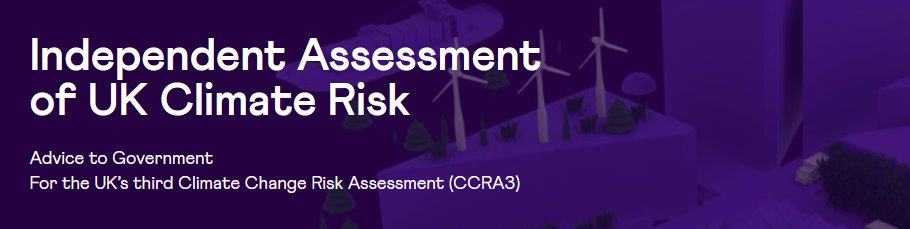 Independent Assessment
of UK Climate Risk
Advice to Government
For the UK’s third Climate Change Risk Assessment (CCRA3)